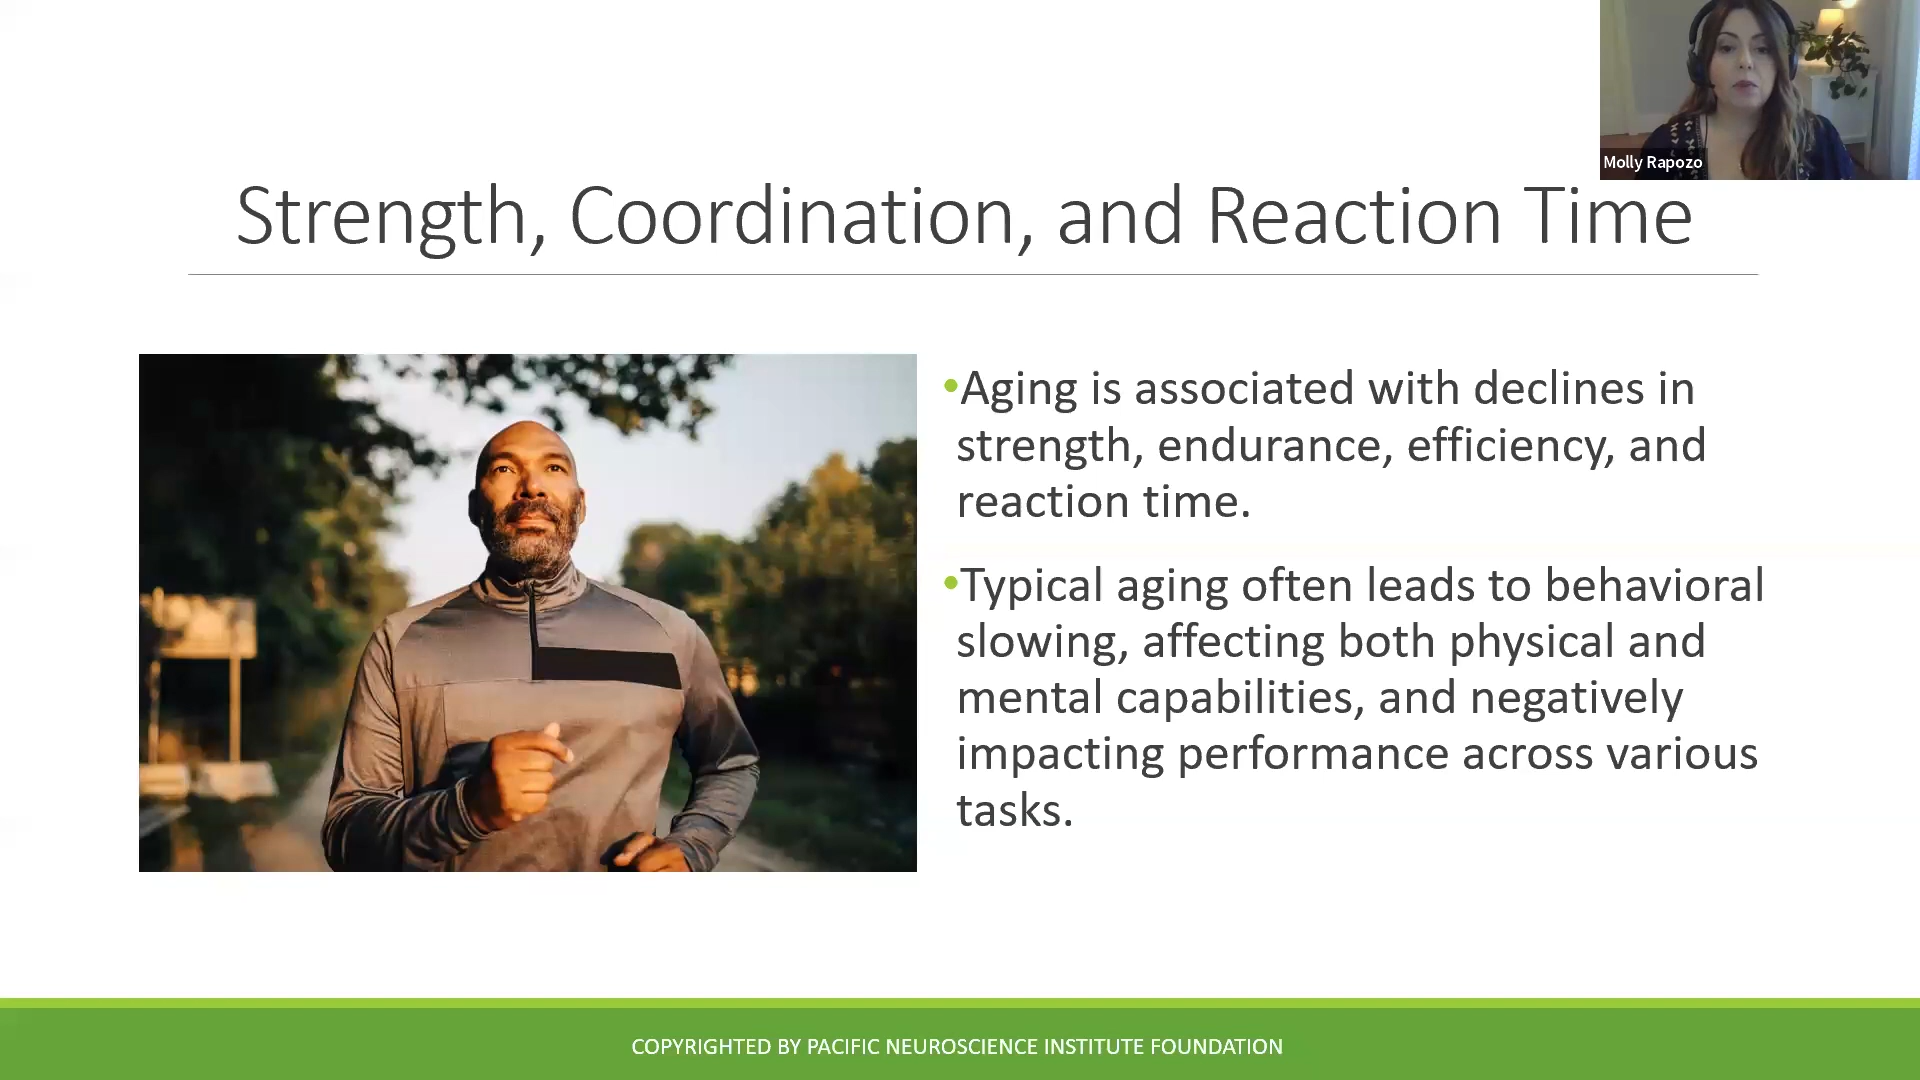 Molly Rapozo
Strength, Coordination, and Reaction Time
•Aging is associated with declines in
strength, endurance, efficiency, and
reaction time.
•Typical aging often leads to behavioral
slowing, affecting both physical and
mental capabilities, and negatively
impacting performance across various
tasks.
COPYRIGHTED BY PACIFIC NEUROSCIENCE INSTITUTE FOUNDATION